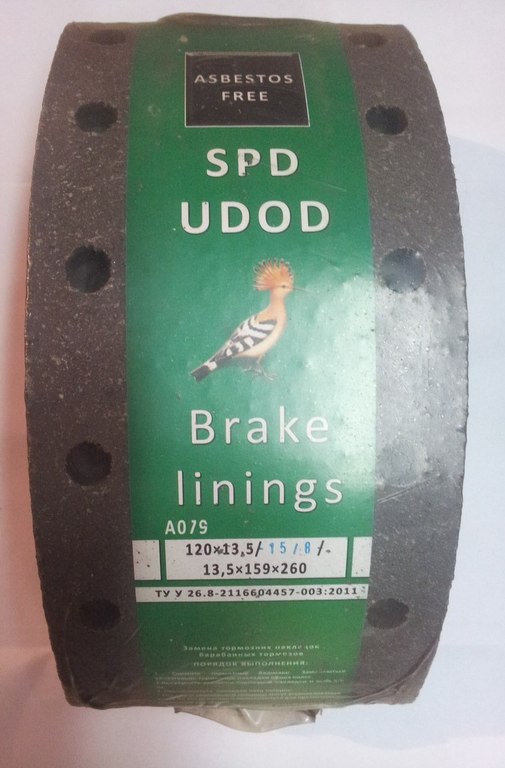 ASBESTOS
FREE
SPD
UDOD
Brake
linings
A079
120×13,5/15/8/-
13,5×159×260
ТУ У 26.8-2116604457-003:2011
Замена тормозних накладок
барабанных тормозов
ПОРЯДОК ВЫПОЛНЕНИЯ: